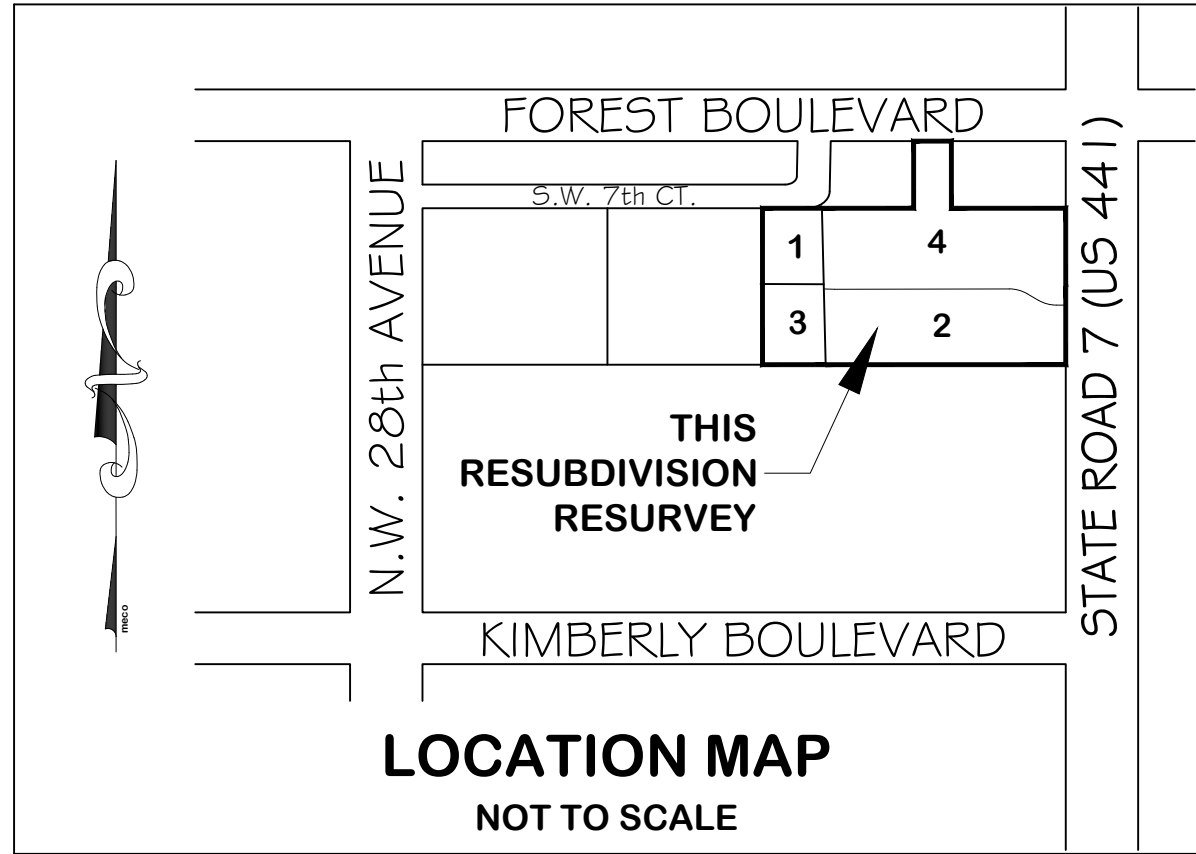 FOREST BOULEVARD
S.W. 7th CT.
N.W. 28th AVENUE
STATE ROAD 7 (US 441)
1
4
3
2
THIS
RESUBDIVISION
RESURVEY
meco
KIMBERLY BOULEVARD
LOCATION MAP
NOT TO SCALE